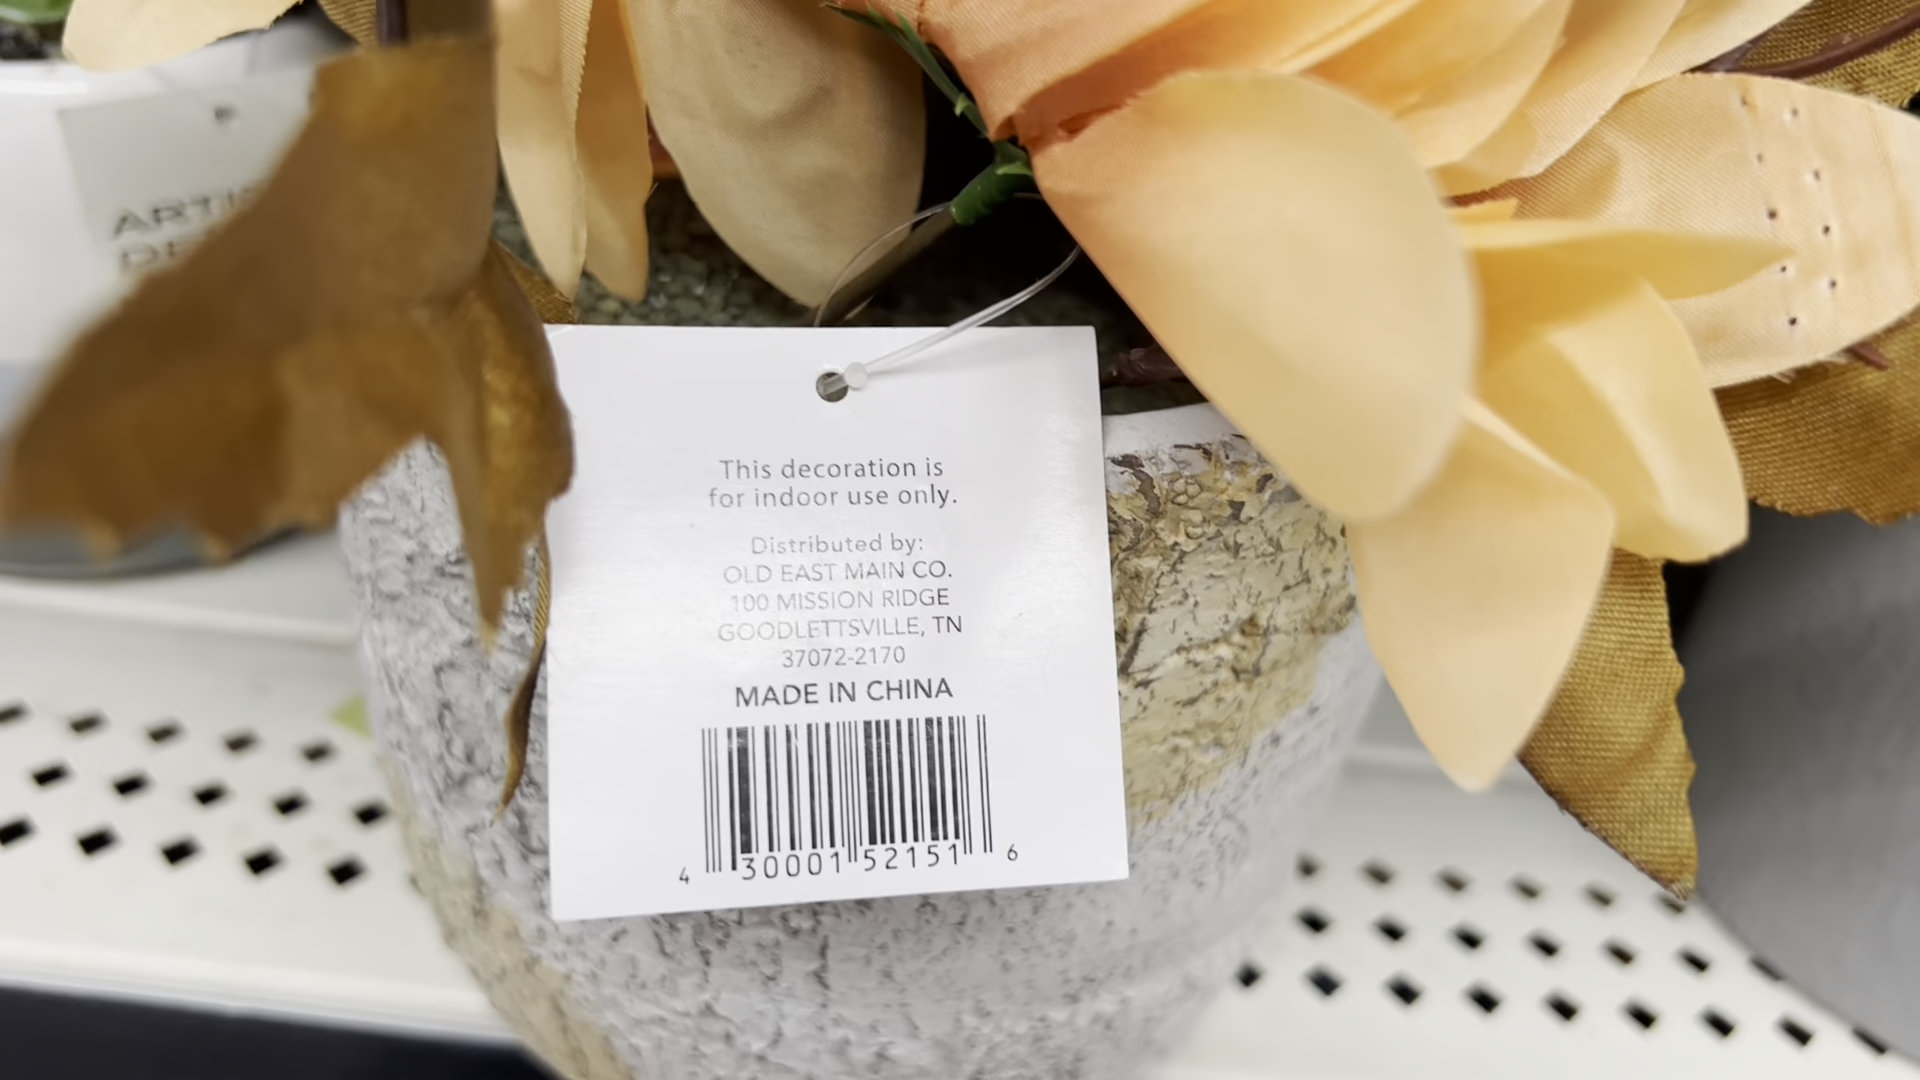 This decoration is
for indoor use only.
Distributed by:
OLD EAST MAIN CO.
100 MISSION RIDGE
GOODLETTSVILLE, TN
37072-2170
MADE IN CHINA
4 30001 52151 6